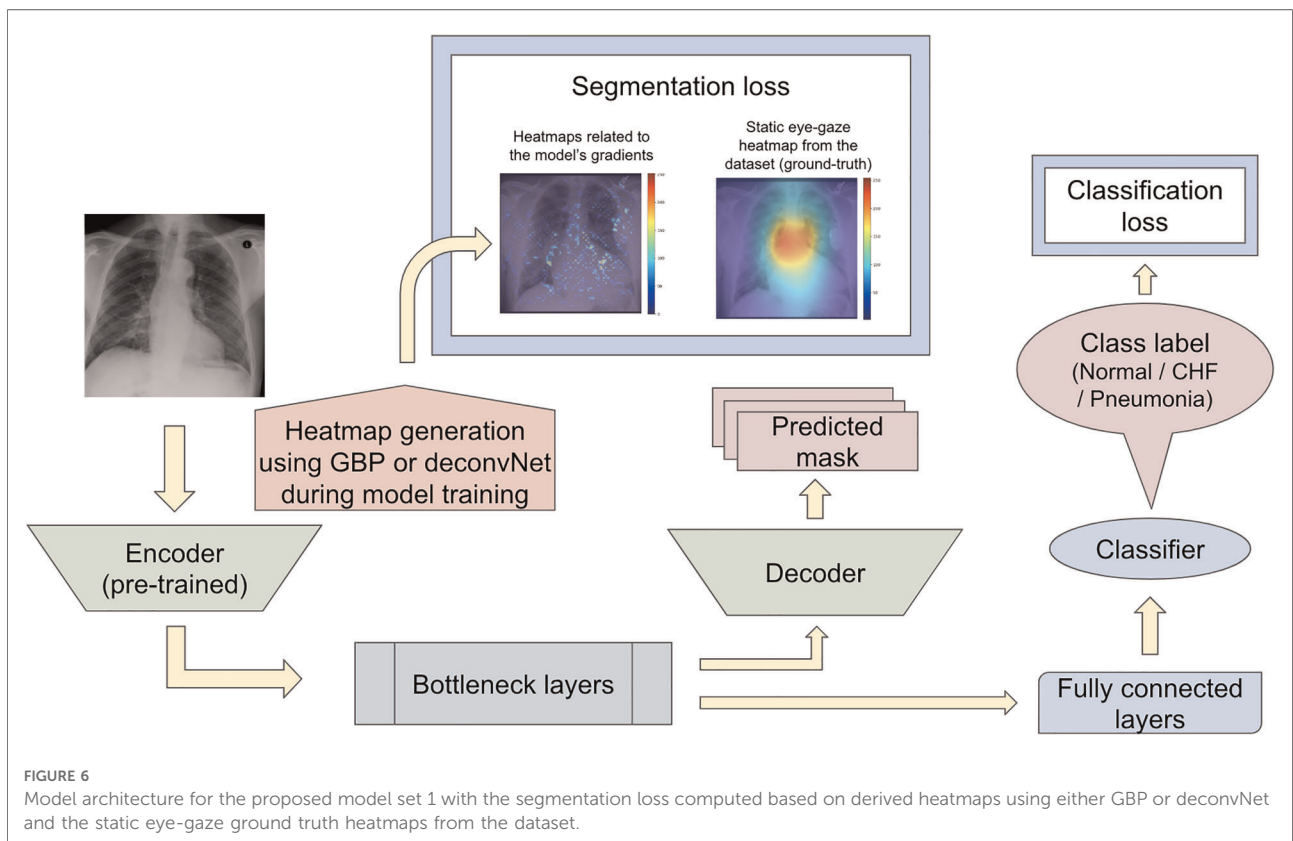 Segmentation loss
Heatmaps related to
the model's gradients
Static eye-gaze
heatmap from the
dataset (ground-truth)
Classification
loss
Class label
(Normal / CHF
/ Pneumonia)
Heatmap generation
using GBP or deconvNet
during model training
Predicted
mask
Encoder
(pre-trained)
Decoder
Classifier
Bottleneck layers
Fully connected
layers
FIGURE 6
Model architecture for the proposed model set 1 with the segmentation loss computed based on derived heatmaps using either GBP or deconvNet
and the static eye-gaze ground truth heatmaps from the dataset.